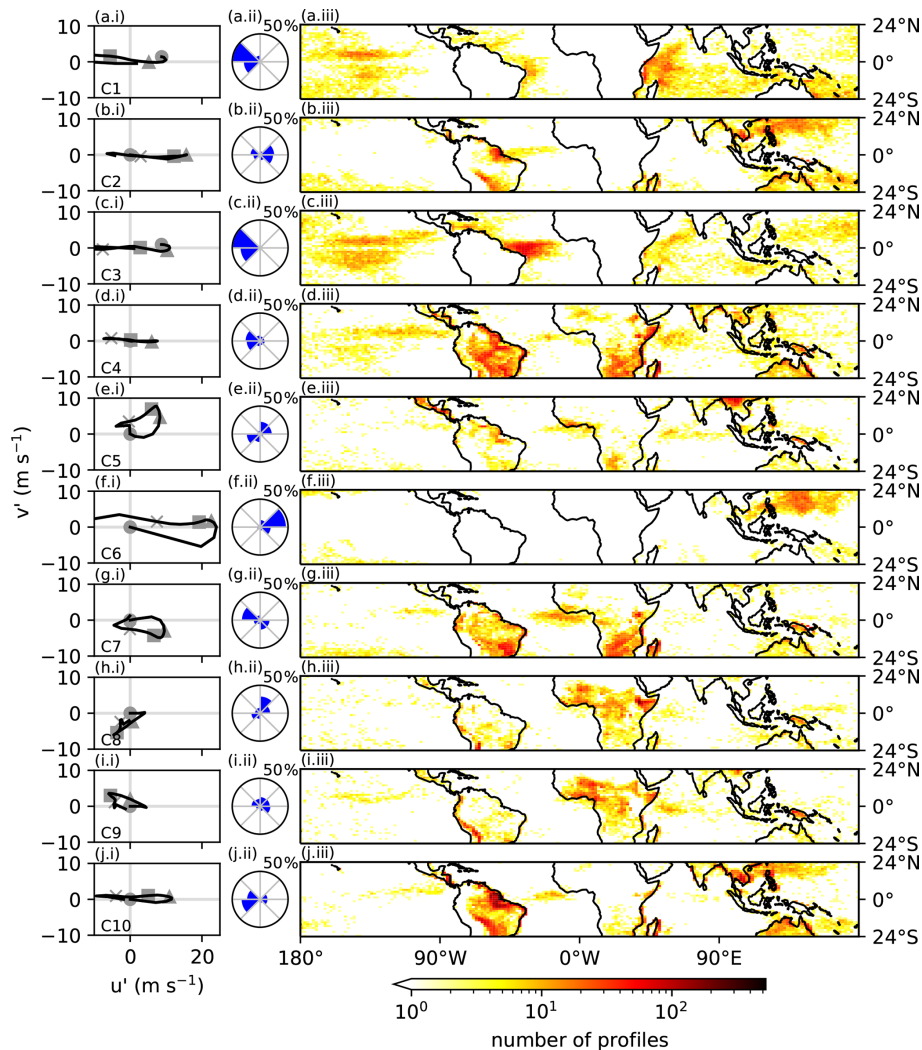 (a.i) (a.ii) 50% (a.iii) 24°N
10 0 −10 C1 0° 24°S
(b.i) (b.ii) 50% (b.iii) 24°N
10 0 −10 C2 0° 24°S
(c.i) (c.ii) 50% (c.iii) 24°N
10 0 −10 C3 0° 24°S
(d.i) (d.ii) 50% (d.iii) 24°N
10 0 −10 C4 0° 24°S
(e.i) (e.ii) 50% (e.iii) 24°N
10 0 −10 C5 0° 24°S
v' (m s⁻¹)
(f.i) (f.ii) 50% (f.iii) 24°N
10 0 −10 C6 0° 24°S
(g.i) (g.ii) 50% (g.iii) 24°N
10 0 −10 C7 0° 24°S
(h.i) (h.ii) 50% (h.iii) 24°N
10 0 −10 C8 0° 24°S
(i.i) (i.ii) 50% (i.iii) 24°N
10 0 −10 C9 0° 24°S
(j.i) (j.ii) 50% (j.iii) 24°N
10 0 −10 C10 0° 24°S
0 20 180° 90°W 0°W 90°E
u' (m s⁻¹)
10⁰ 10¹ 10²
number of profiles